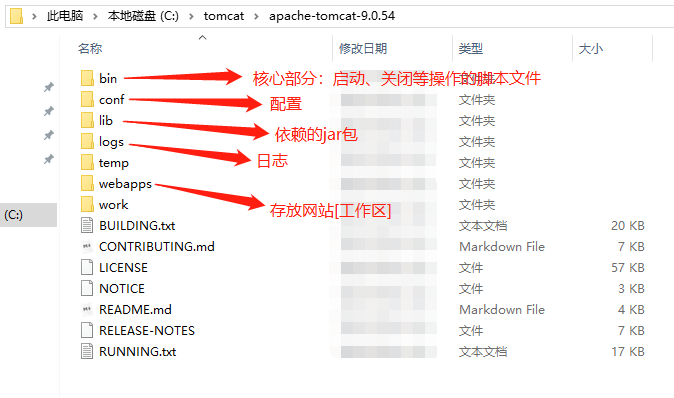 此电脑 > 本地磁盘 (C:) > tomcat > apache-tomcat-9.0.54
名称 修改日期 类型 大小
bin 核心部分：启动、关闭等操作的脚本文件
conf 配置 文件夹
lib 依赖的jar包 文件夹
logs 日志 文件夹
temp 文件夹
webapps 存放网站[工作区] 文件夹
work 文件夹
(C:)
BUILDING.txt 文本文档 20 KB
CONTRIBUTING.md Markdown File 7 KB
LICENSE 文件 57 KB
NOTICE 文件 3 KB
README.md Markdown File 4 KB
RELEASE-NOTES 文件 7 KB
RUNNING.txt 文本文档 17 KB